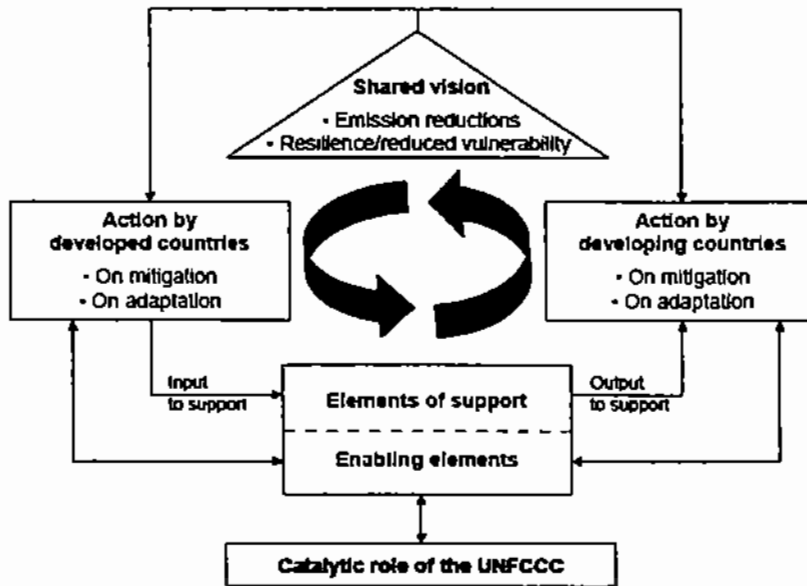 Shared vision
• Emission reductions
• Resilience/reduced vulnerability
Action by
developed countries
• On mitigation
• On adaptation
Action by
developing countries
• On mitigation
• On adaptation
Input
to support
Elements of support
Output
to support
Enabling elements
Catalytic role of the UNFCCC